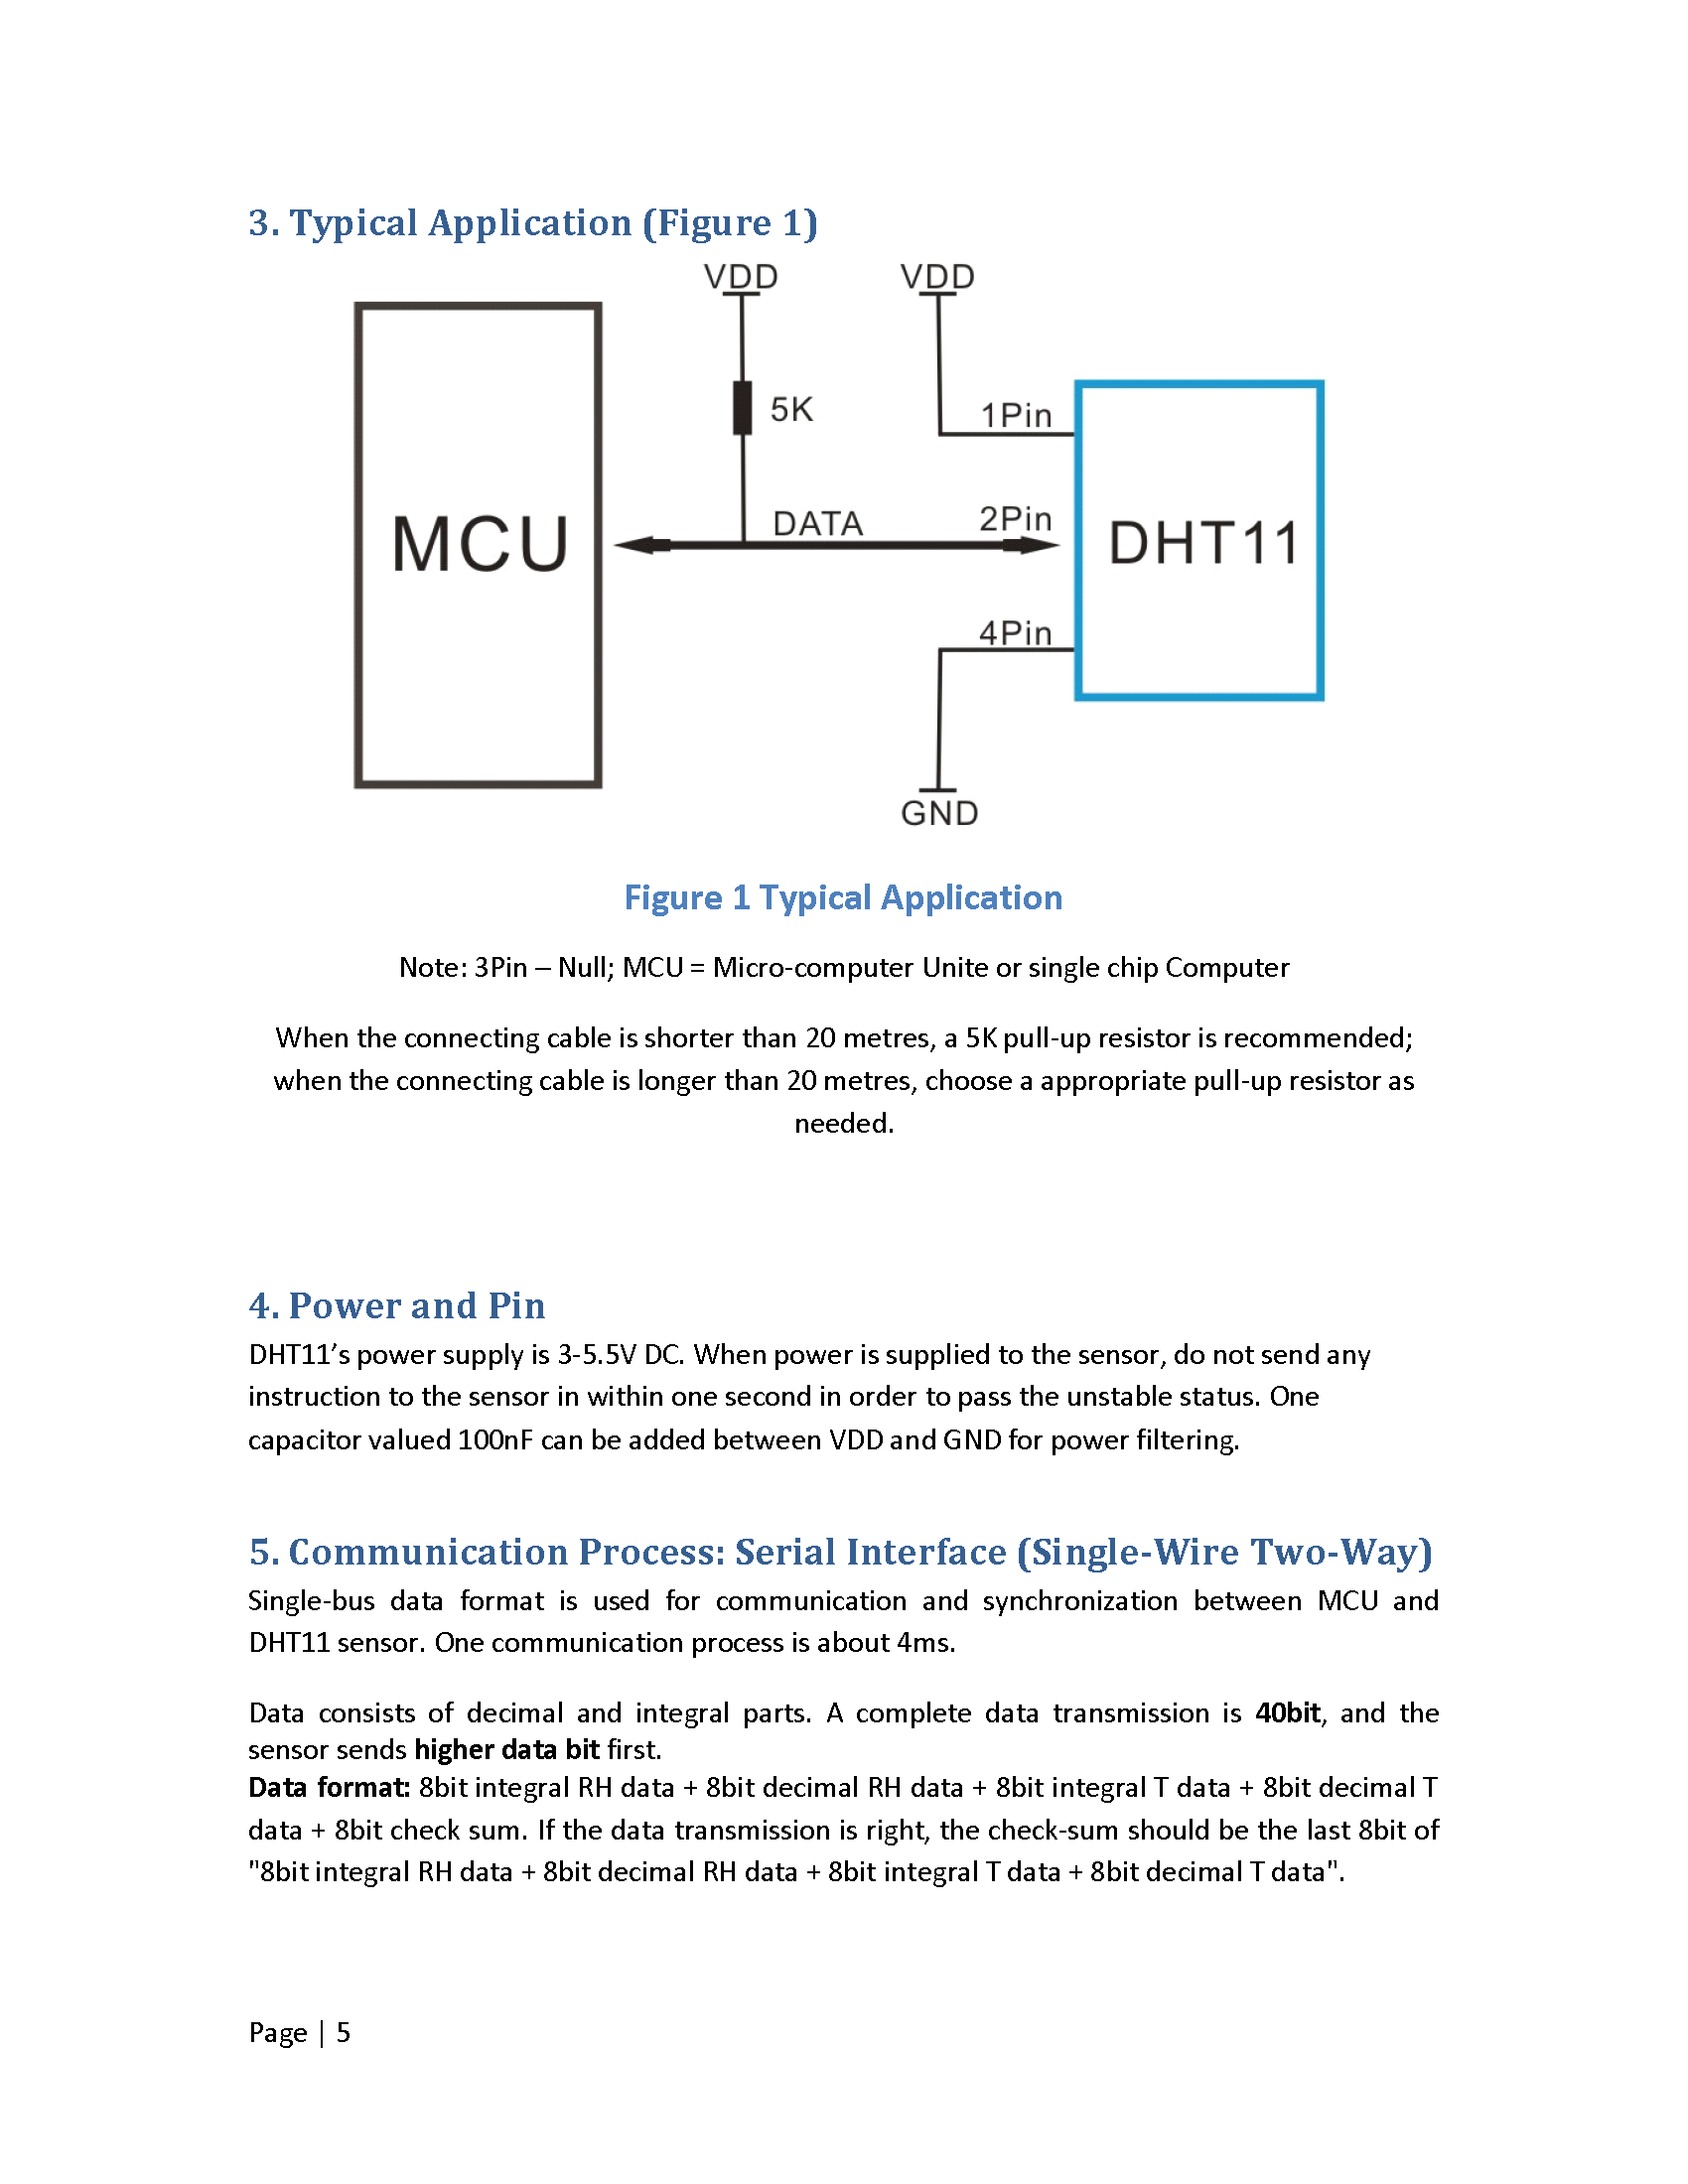 3. Typical Application (Figure 1)
VDD
VDD
5K
1Pin
MCU
DATA
2Pin
DHT11
4Pin
GND
Figure 1 Typical Application
Note: 3Pin – Null; MCU = Micro-computer Unite or single chip Computer
When the connecting cable is shorter than 20 metres, a 5K pull-up resistor is recommended;
when the connecting cable is longer than 20 metres, choose a appropriate pull-up resistor as
needed.
4. Power and Pin
DHT11’s power supply is 3-5.5V DC. When power is supplied to the sensor, do not send any
instruction to the sensor in within one second in order to pass the unstable status. One
capacitor valued 100nF can be added between VDD and GND for power filtering.
5. Communication Process: Serial Interface (Single-Wire Two-Way)
Single-bus data format is used for communication and synchronization between MCU and
DHT11 sensor. One communication process is about 4ms.
Data consists of decimal and integral parts. A complete data transmission is 40bit, and the
sensor sends higher data bit first.
Data format: 8bit integral RH data + 8bit decimal RH data + 8bit integral T data + 8bit decimal T
data + 8bit check sum. If the data transmission is right, the check-sum should be the last 8bit of
"8bit integral RH data + 8bit decimal RH data + 8bit integral T data + 8bit decimal T data".
Page | 5